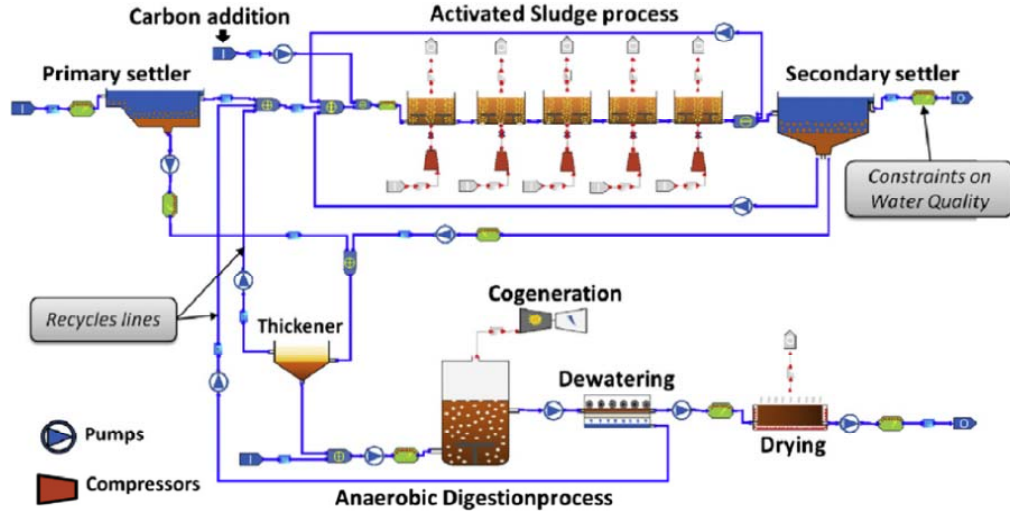 Activated Sludge process
Carbon addition
Primary settler
Secondary settler
Constraints on
Water Quality
Recycles lines
Cogeneration
Thickener
Dewatering
Pumps
Drying
Compressors
Anaerobic Digestionprocess